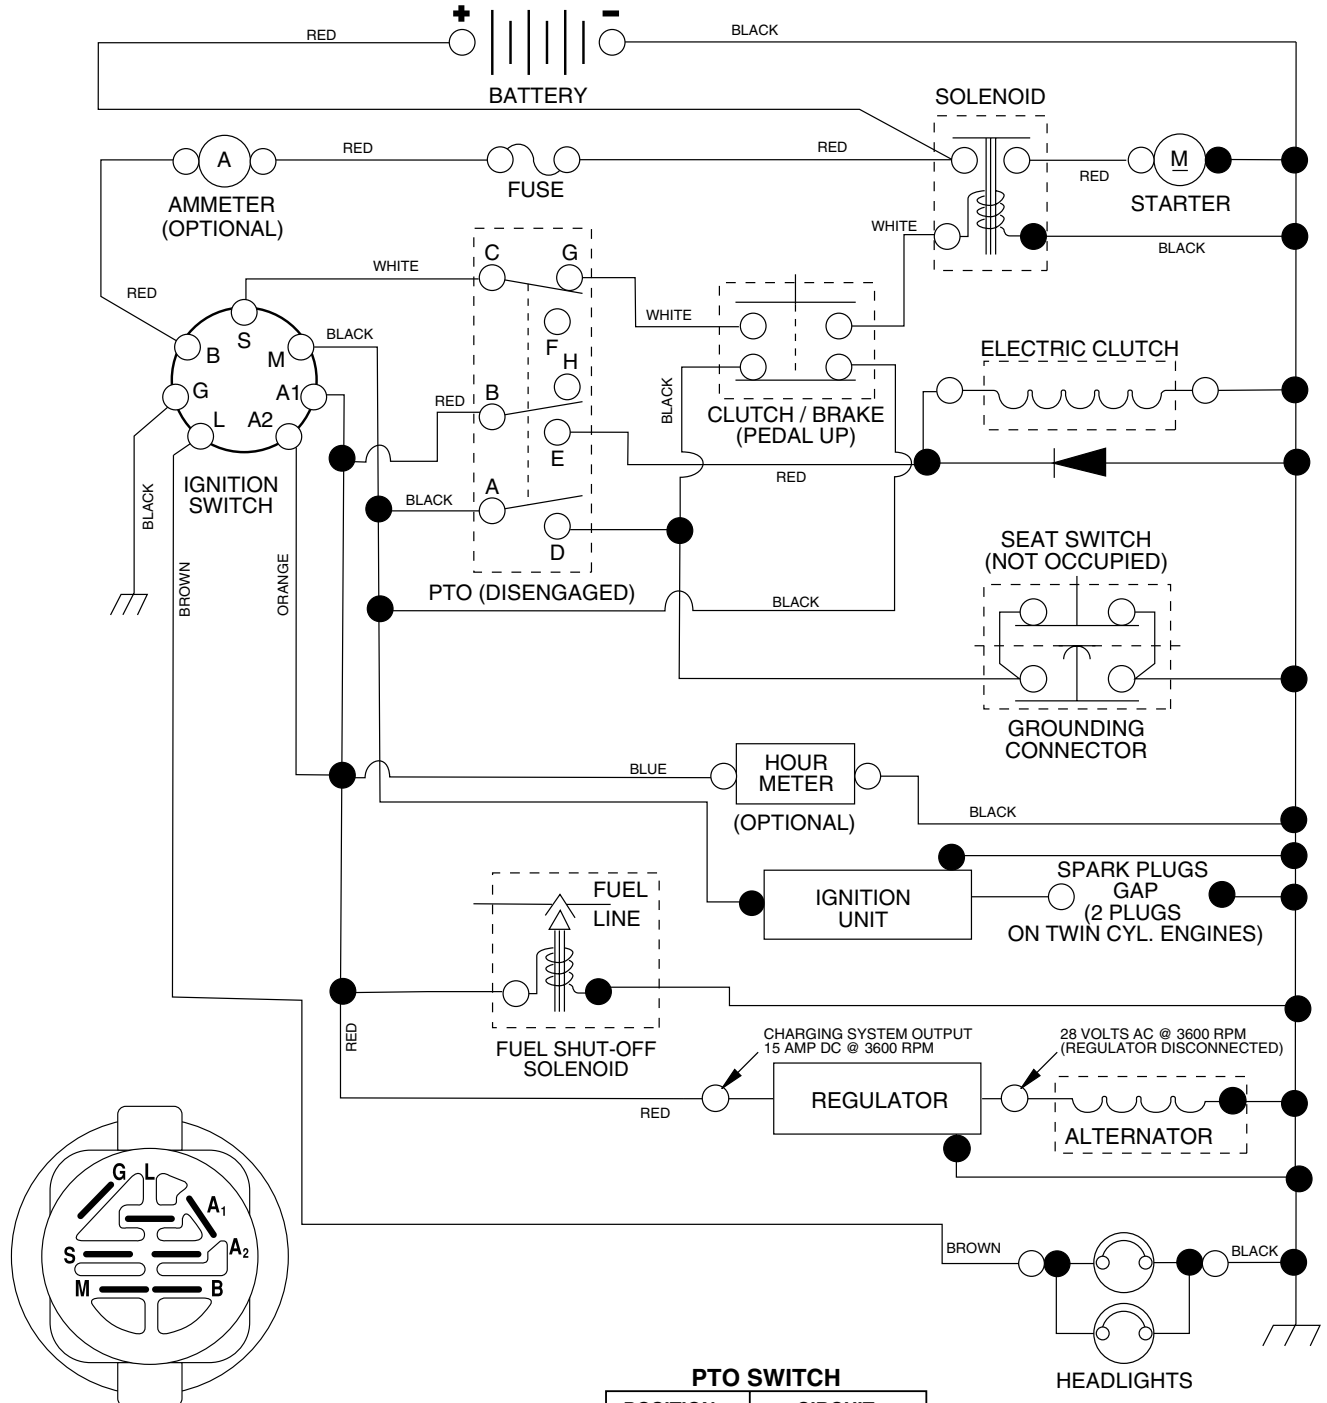 + -
RED
BLACK
BATTERY
SOLENOID
A
RED
RED
M
RED
FUSE
AMMETER
(OPTIONAL)
STARTER
WHITE
BLACK
C G
WHITE
RED
S
B
M
BLACK
F
WHITE
H
ELECTRIC CLUTCH
G
A1
L A2
RED
B
BLACK
CLUTCH / BRAKE
(PEDAL UP)
E
RED
IGNITION
SWITCH
A
BLACK
BLACK
D
SEAT SWITCH
(NOT OCCUPIED)
BROWN
ORANGE
PTO (DISENGAGED)
BLACK
GROUNDING
CONNECTOR
BLUE
HOUR
METER
(OPTIONAL)
BLACK
SPARK PLUGS
GAP
(2 PLUGS
ON TWIN CYL. ENGINES)
IGNITION
UNIT
FUEL
LINE
FUEL SHUT-OFF
SOLENOID
RED
CHARGING SYSTEM OUTPUT
15 AMP DC @ 3600 RPM
28 VOLTS AC @ 3600 RPM
(REGULATOR DISCONNECTED)
RED
REGULATOR
ALTERNATOR
G L
A1
S
A2
M
B
BROWN
BLACK
HEADLIGHTS
PTO SWITCH
POSITION CIRCUIT